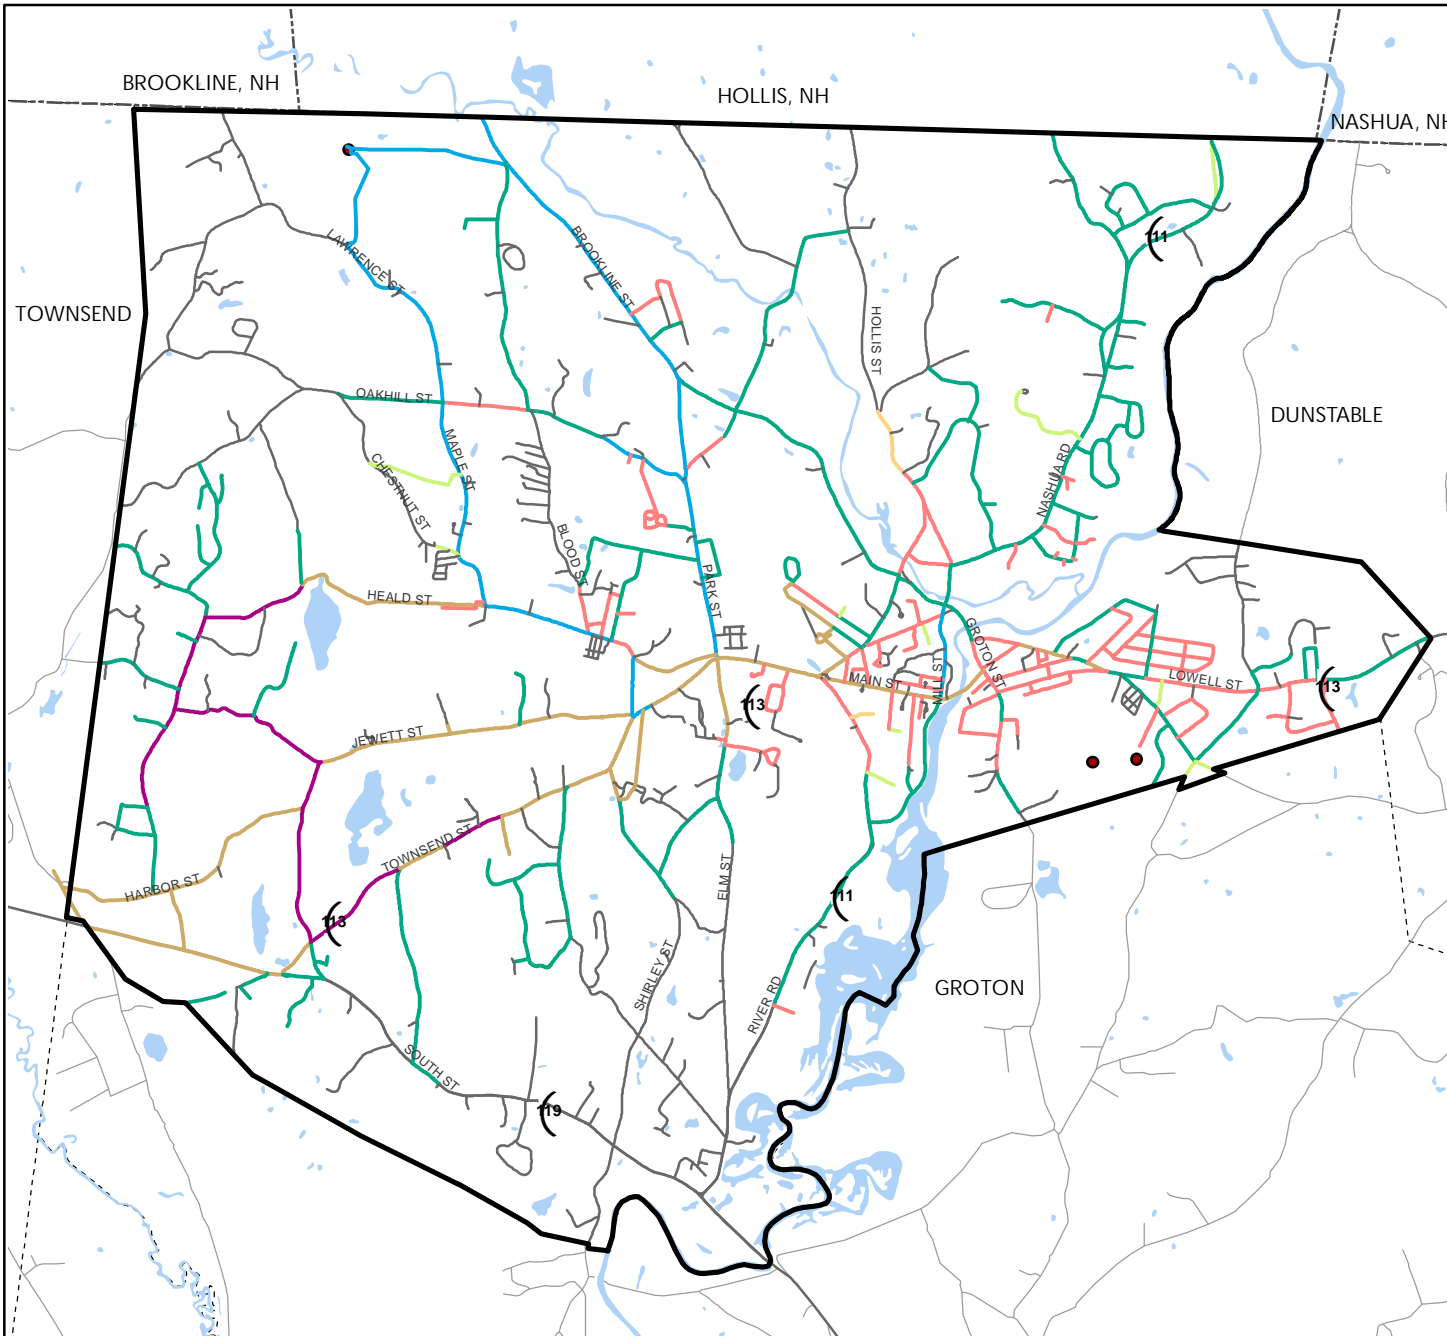 BROOKLINE, NH
HOLLIS, NH
NASHUA, NH
111
LAWRENCE ST
BROOKLINE ST
TOWNSEND
HOLLIS ST
OAKHILL ST
DUNSTABLE
MAPLE ST
CHESTNUT ST
NASHUA RD
BLOOD ST
PARK ST
HEALD ST
GROTON ST
MAIN ST
MILL ST
LOWELL ST
113
113
JEWETT ST
TOWNSEND ST
ELM ST
HARBOR ST
111
113
SHIRLEY ST
RIVER RD
GROTON
SOUTH ST
119